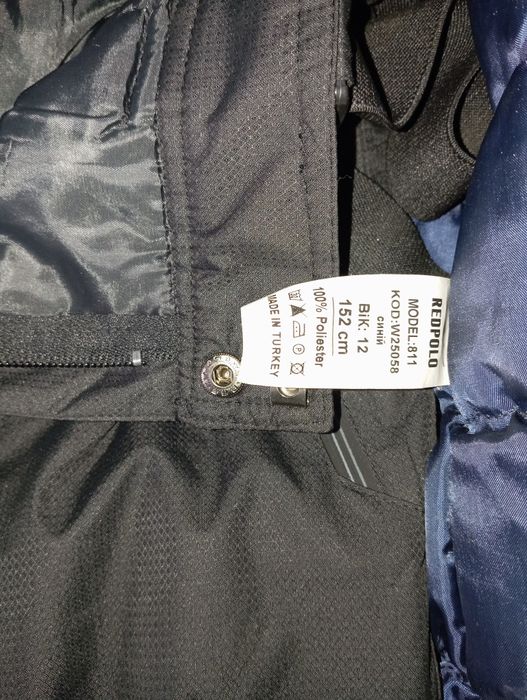 REDPOLO
MODEL:811
KOD:W25058
синій
Вік: 12
152 cm
100% Poliester
MADE IN TURKEY